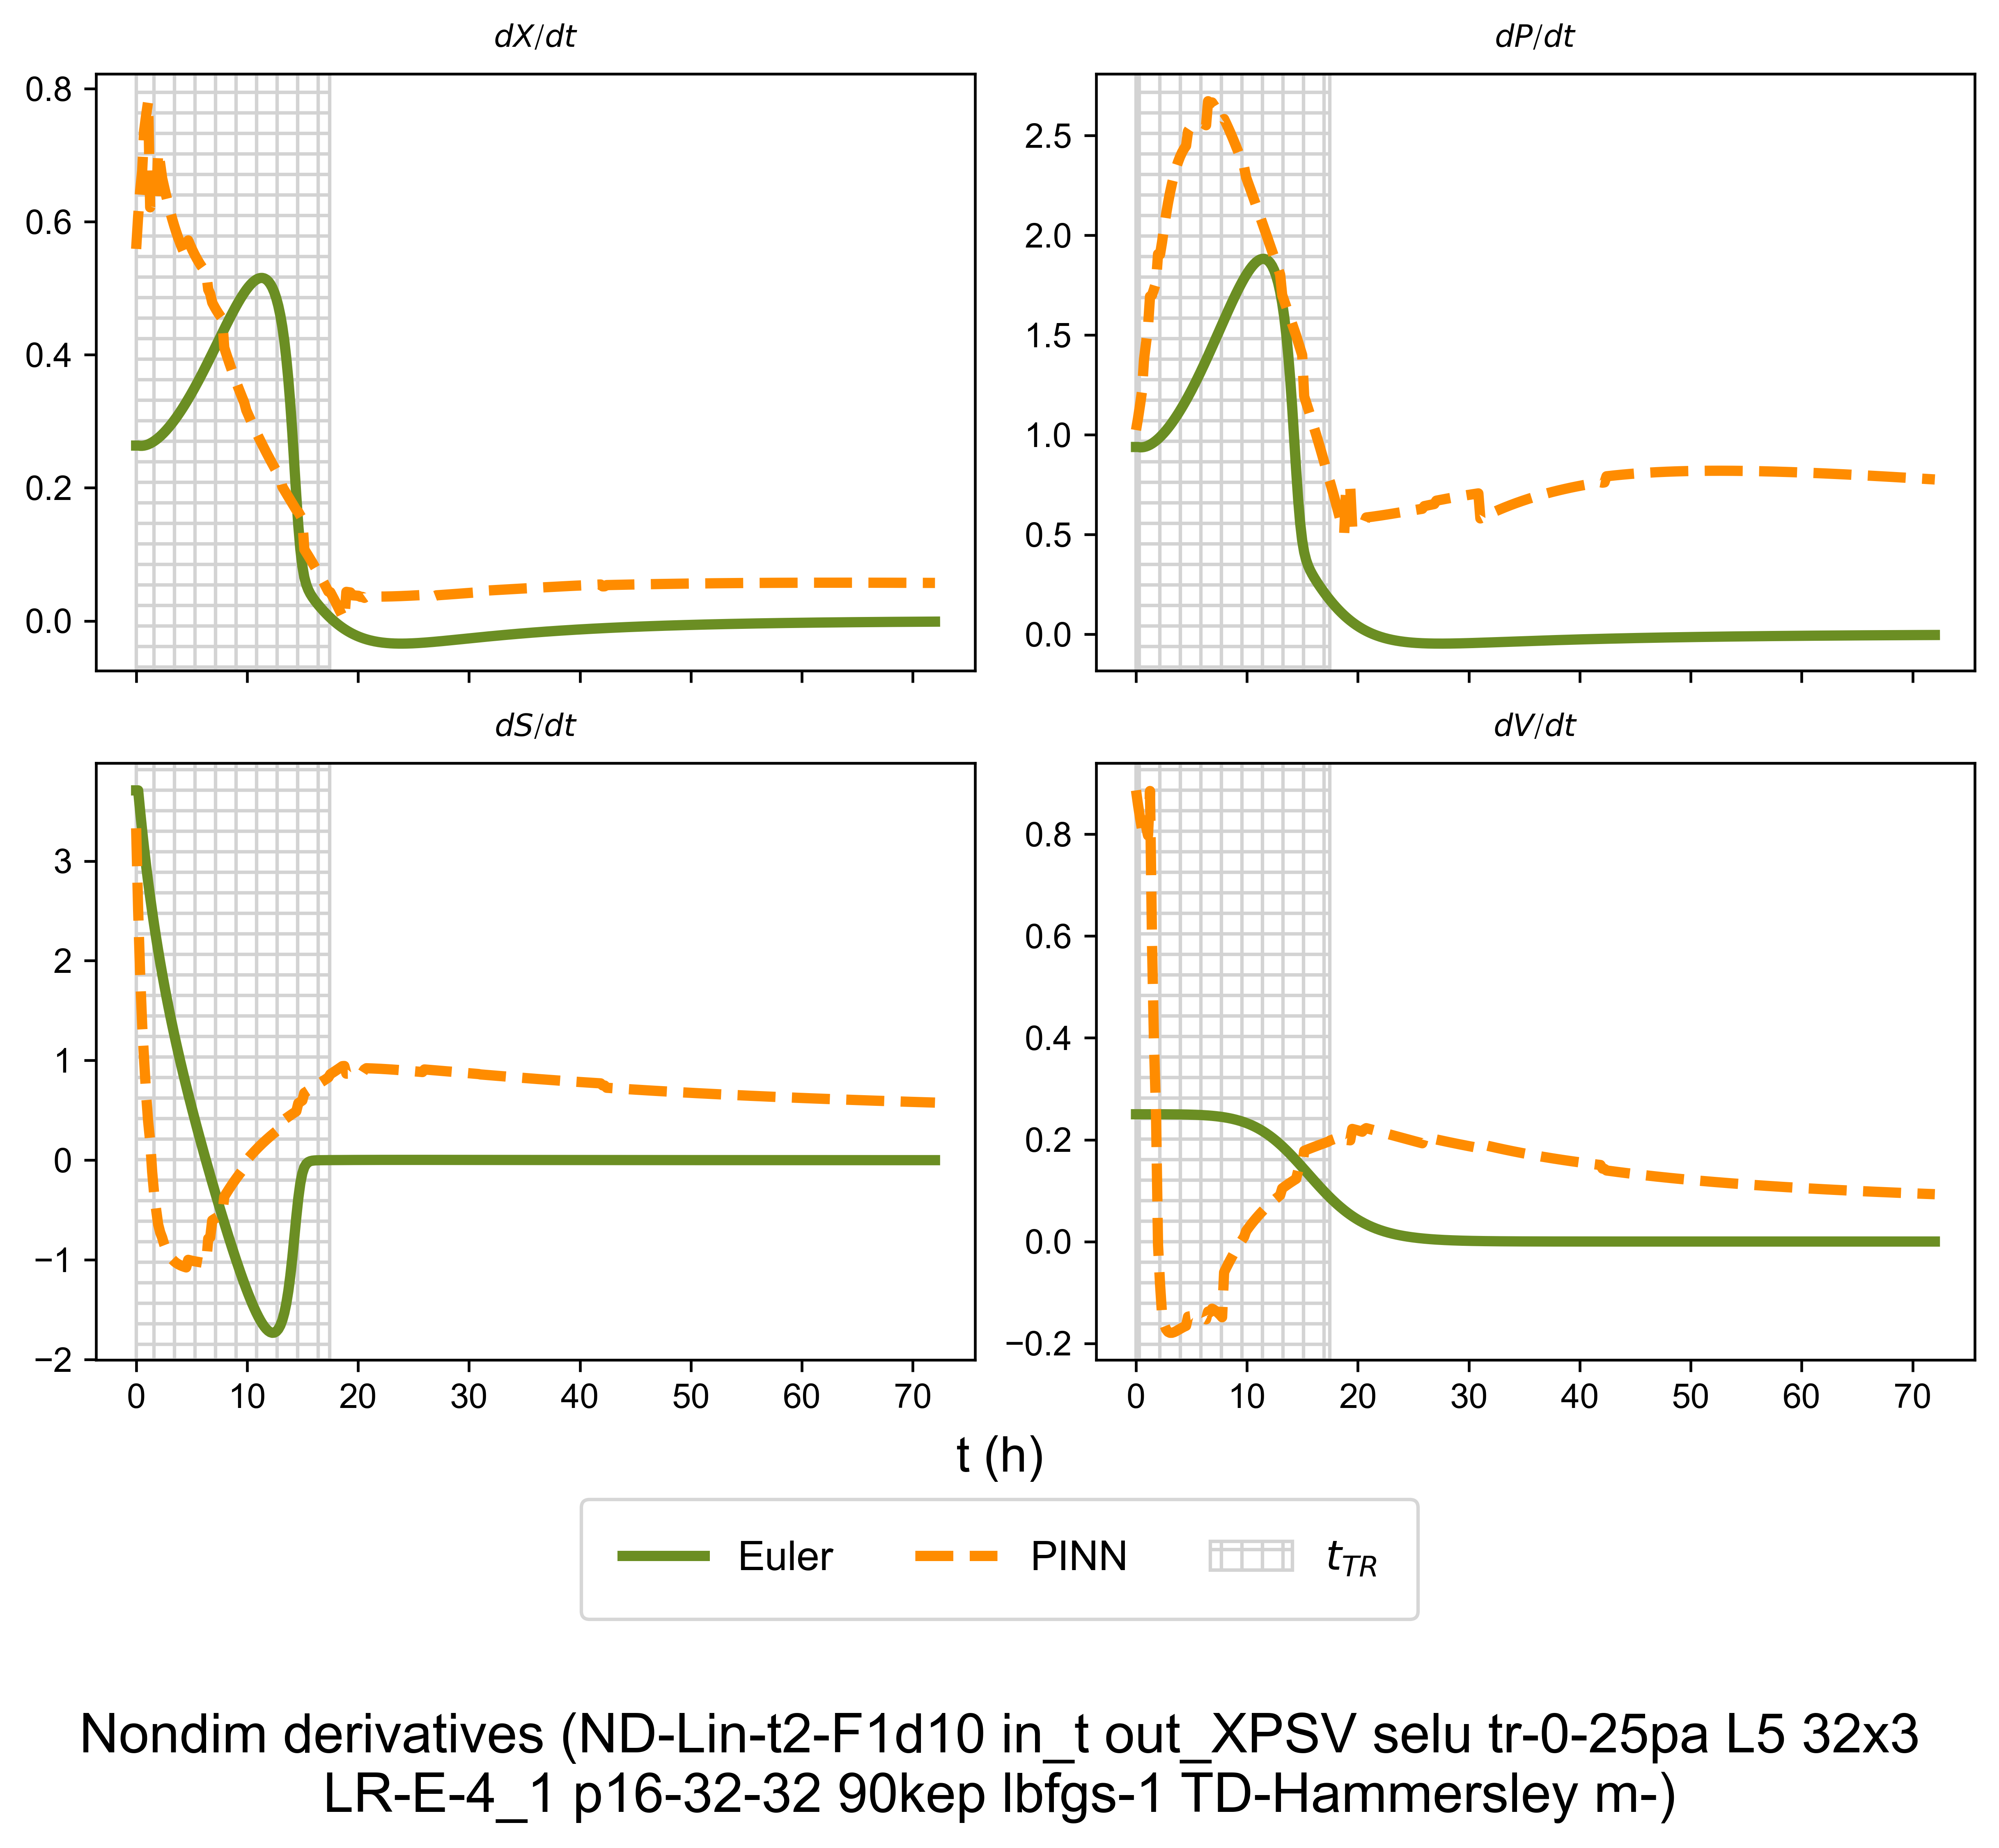 dX/dt
dP/dt
0.8
0.6
0.4
0.2
0.0
2.5
2.0
1.5
1.0
0.5
0.0
dS/dt
dV/dt
3
2
1
0
−1
−2
0.8
0.6
0.4
0.2
0.0
−0.2
0 10 20 30 40 50 60 70
0 10 20 30 40 50 60 70
t (h)
Euler PINN t_TR
Nondim derivatives (ND-Lin-t2-F1d10 in_t out_XPSV selu tr-0-25pa L5 32x3
LR-E-4_1 p16-32-32 90kep lbfgs-1 TD-Hammersley m-)